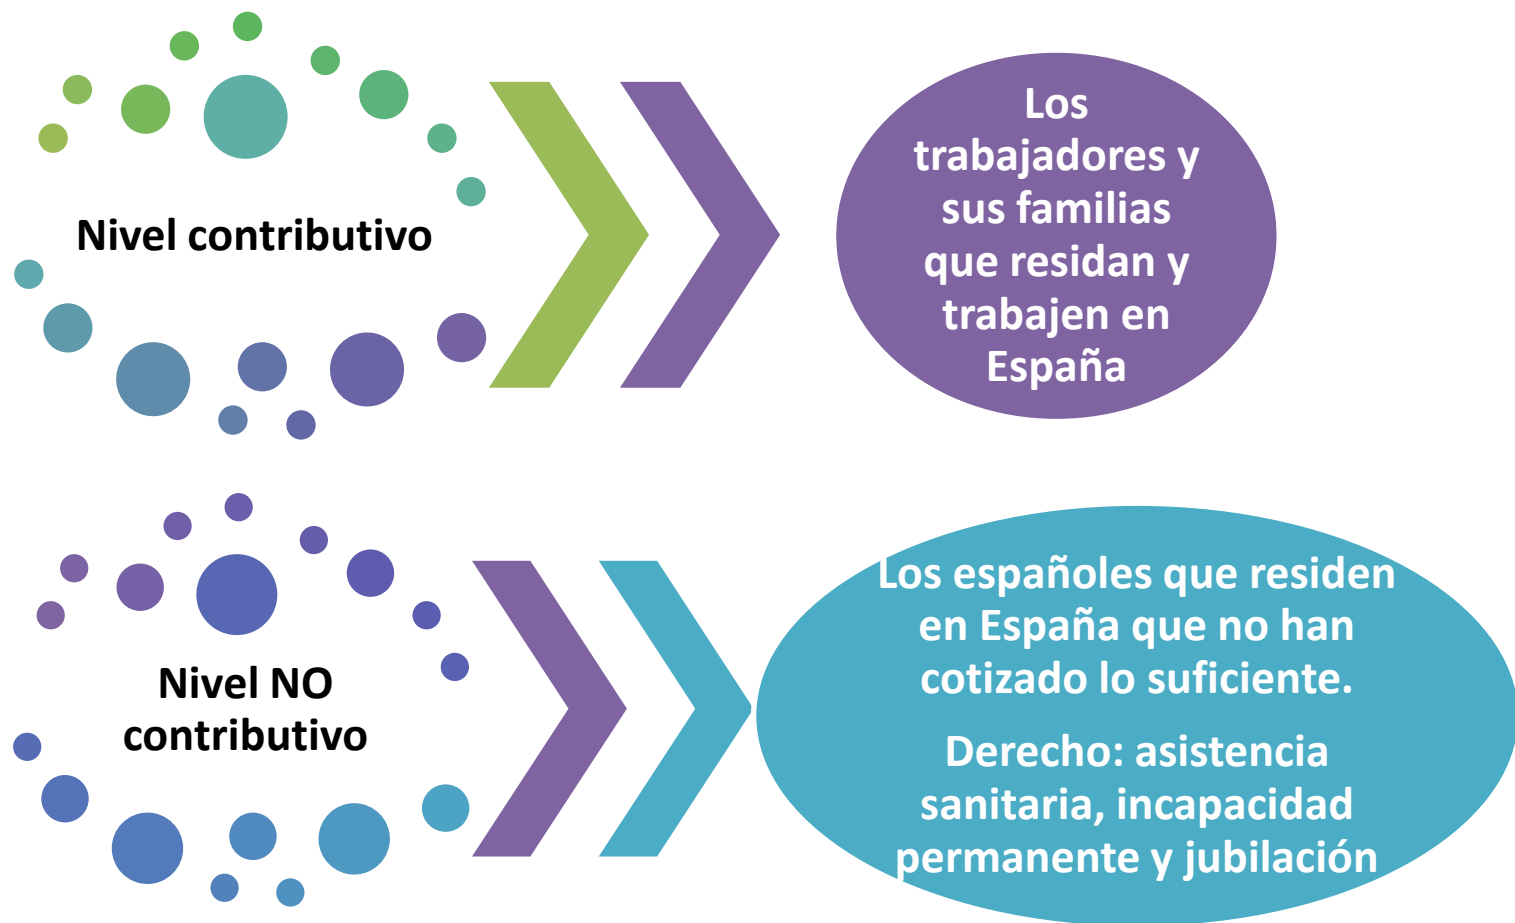 Nivel contributivo
Los
trabajadores y
sus familias
que residan y
trabajen en
España
Nivel NO
contributivo
Los españoles que residen
en España que no han
cotizado lo suficiente.
Derecho: asistencia
sanitaria, incapacidad
permanente y jubilación